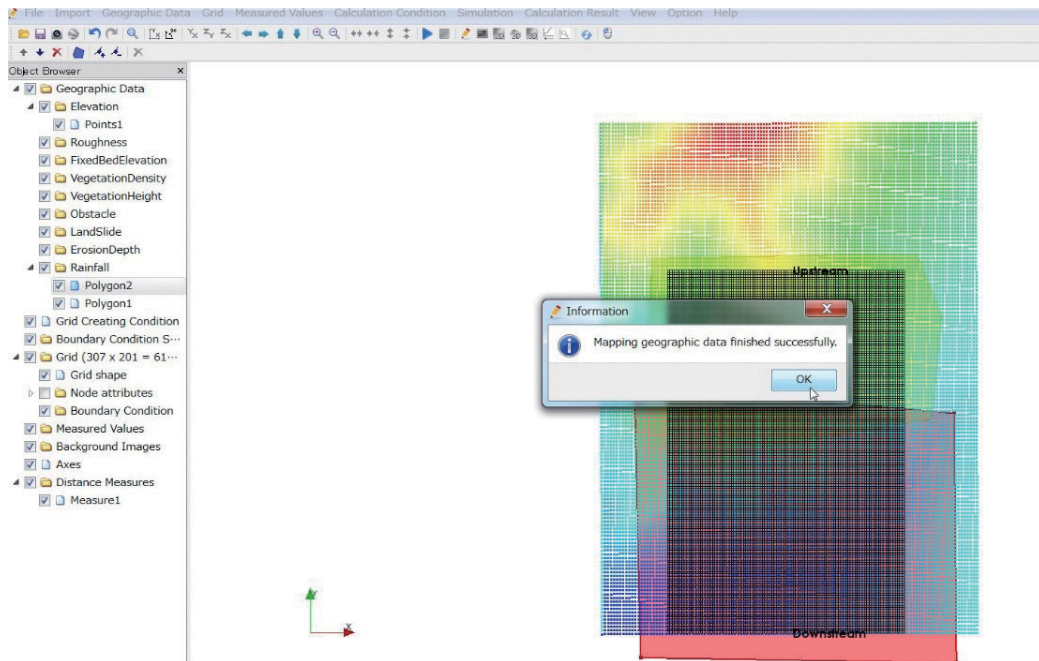 File Import Geographic Data Grid Measured Values Calculation Condition Simulation Calculation Result View Option Help
Object Browser
Geographic Data
Elevation
Points1
Roughness
FixedBedElevation
VegetationDensity
VegetationHeight
Obstacle
LandSlide
ErosionDepth
Rainfall
Polygon2
Polygon1
Grid Creating Condition
Boundary Condition S···
Grid (307 x 201 = 61···
Grid shape
Node attributes
Boundary Condition
Measured Values
Background Images
Axes
Distance Measures
Measure1
Upstream
Information
Mapping geographic data finished successfully.
OK
Y
X
Downstream